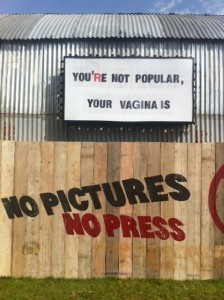 YOU'RE NOT POPULAR,
YOUR VAGINA IS
NO PICTURES
NO PRESS